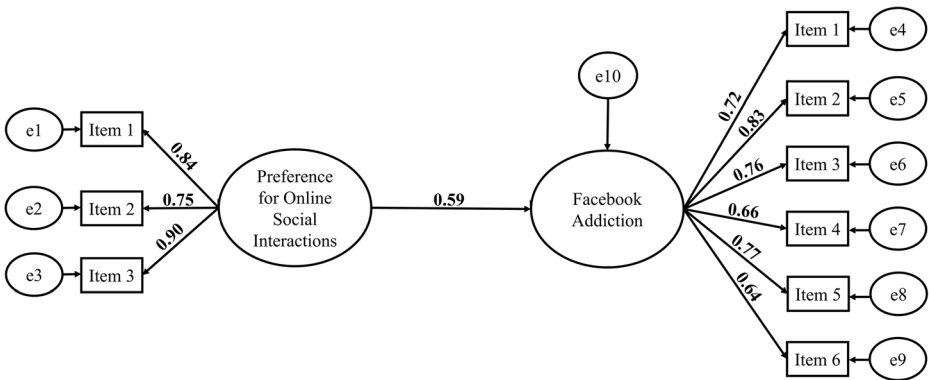 e1
Item 1
0.84
e2
Item 2
0.75
e3
Item 3
0.90
Preference
for Online
Social
Interactions
0.59
e10
Facebook
Addiction
0.72
Item 1
e4
0.83
Item 2
e5
0.76
Item 3
e6
0.66
Item 4
e7
0.77
Item 5
e8
0.64
Item 6
e9